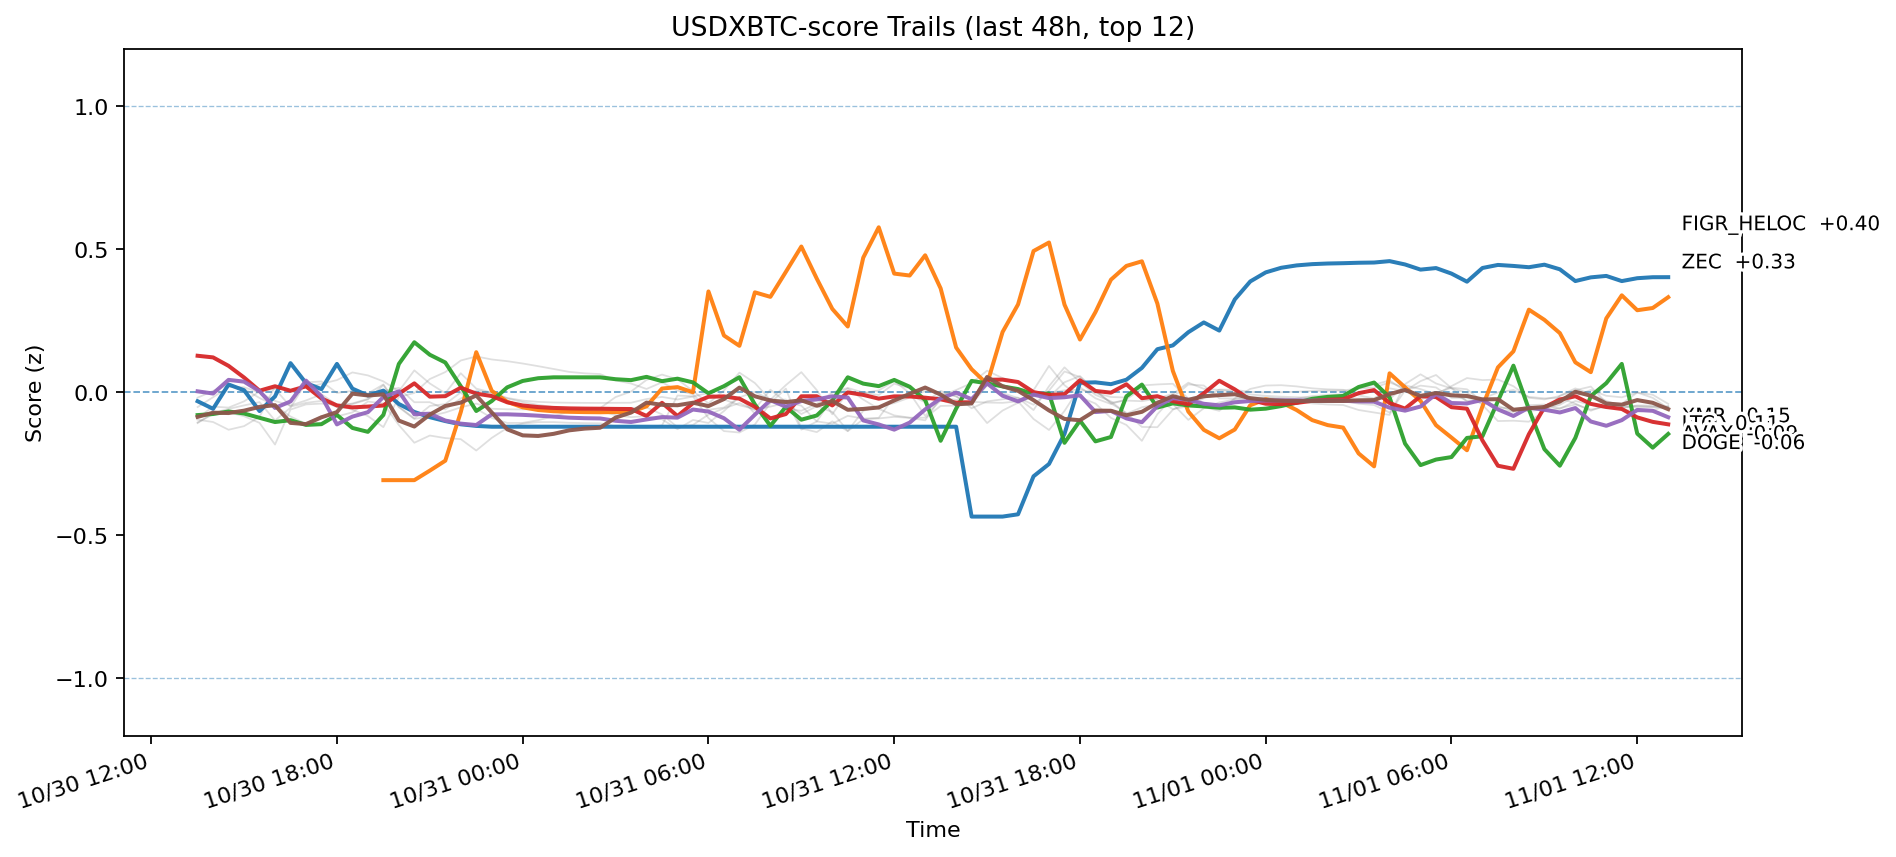 USDXBTC-score Trails (last 48h, top 12)
Score (z)
1.0
0.5
0.0
−0.5
−1.0
FIGR_HELOC +0.40
ZEC +0.33
XMR -0.15
DOGE -0.06
10/30 12:00
10/30 18:00
10/31 00:00
10/31 06:00
10/31 12:00
10/31 18:00
11/01 00:00
11/01 06:00
11/01 12:00
Time